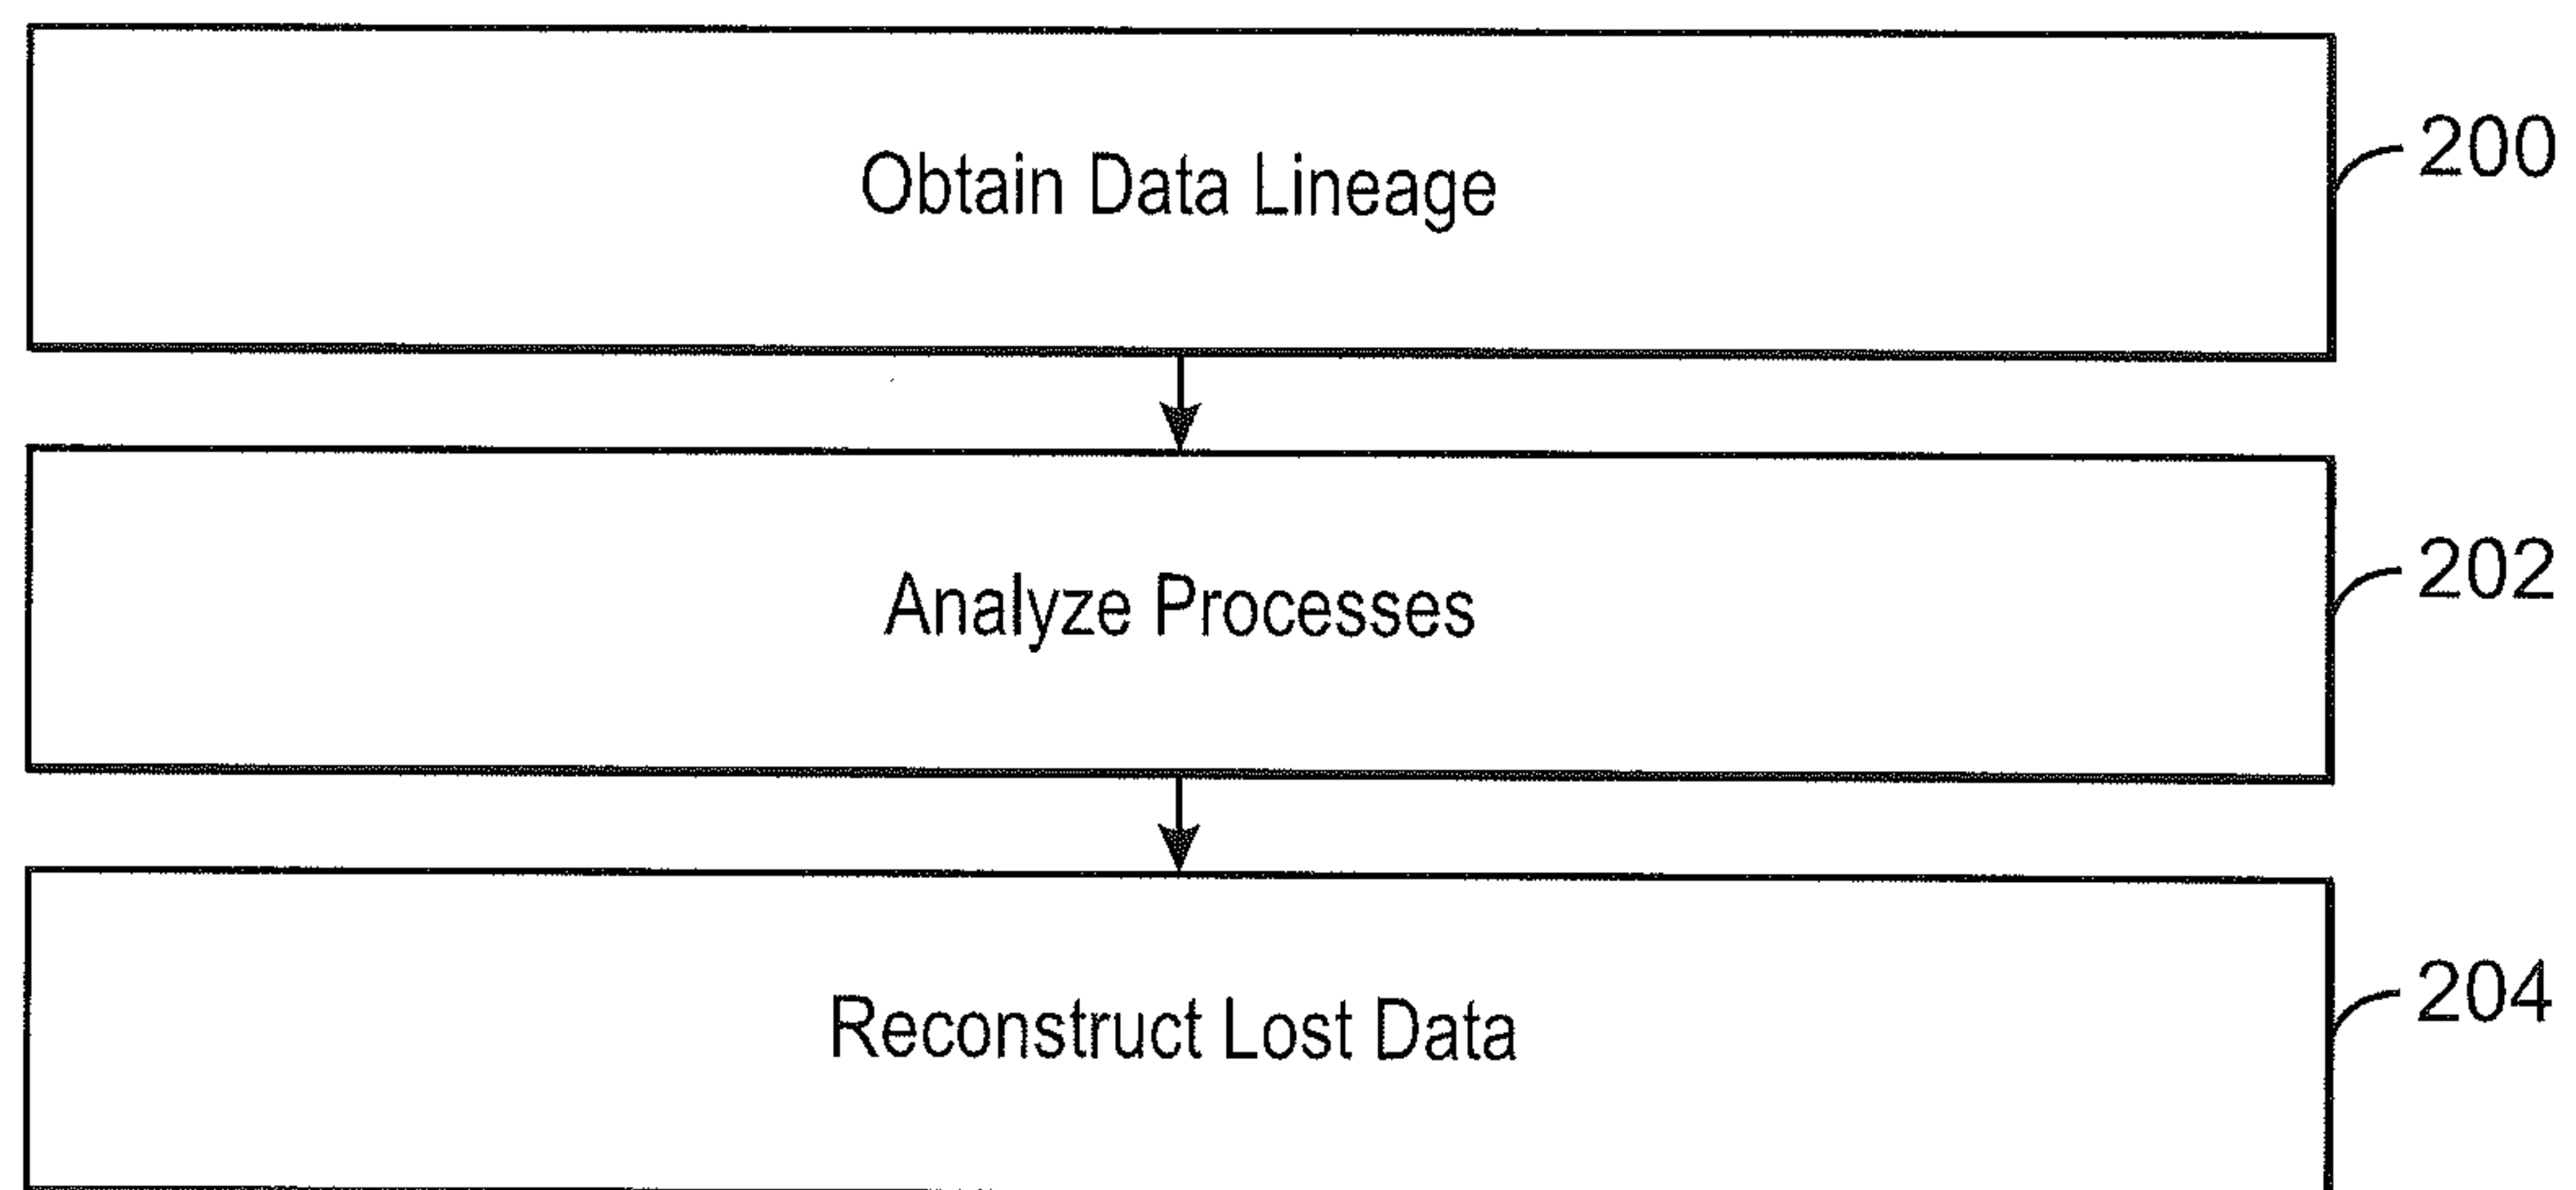 Obtain Data Lineage
200
Analyze Processes
202
Reconstruct Lost Data
204